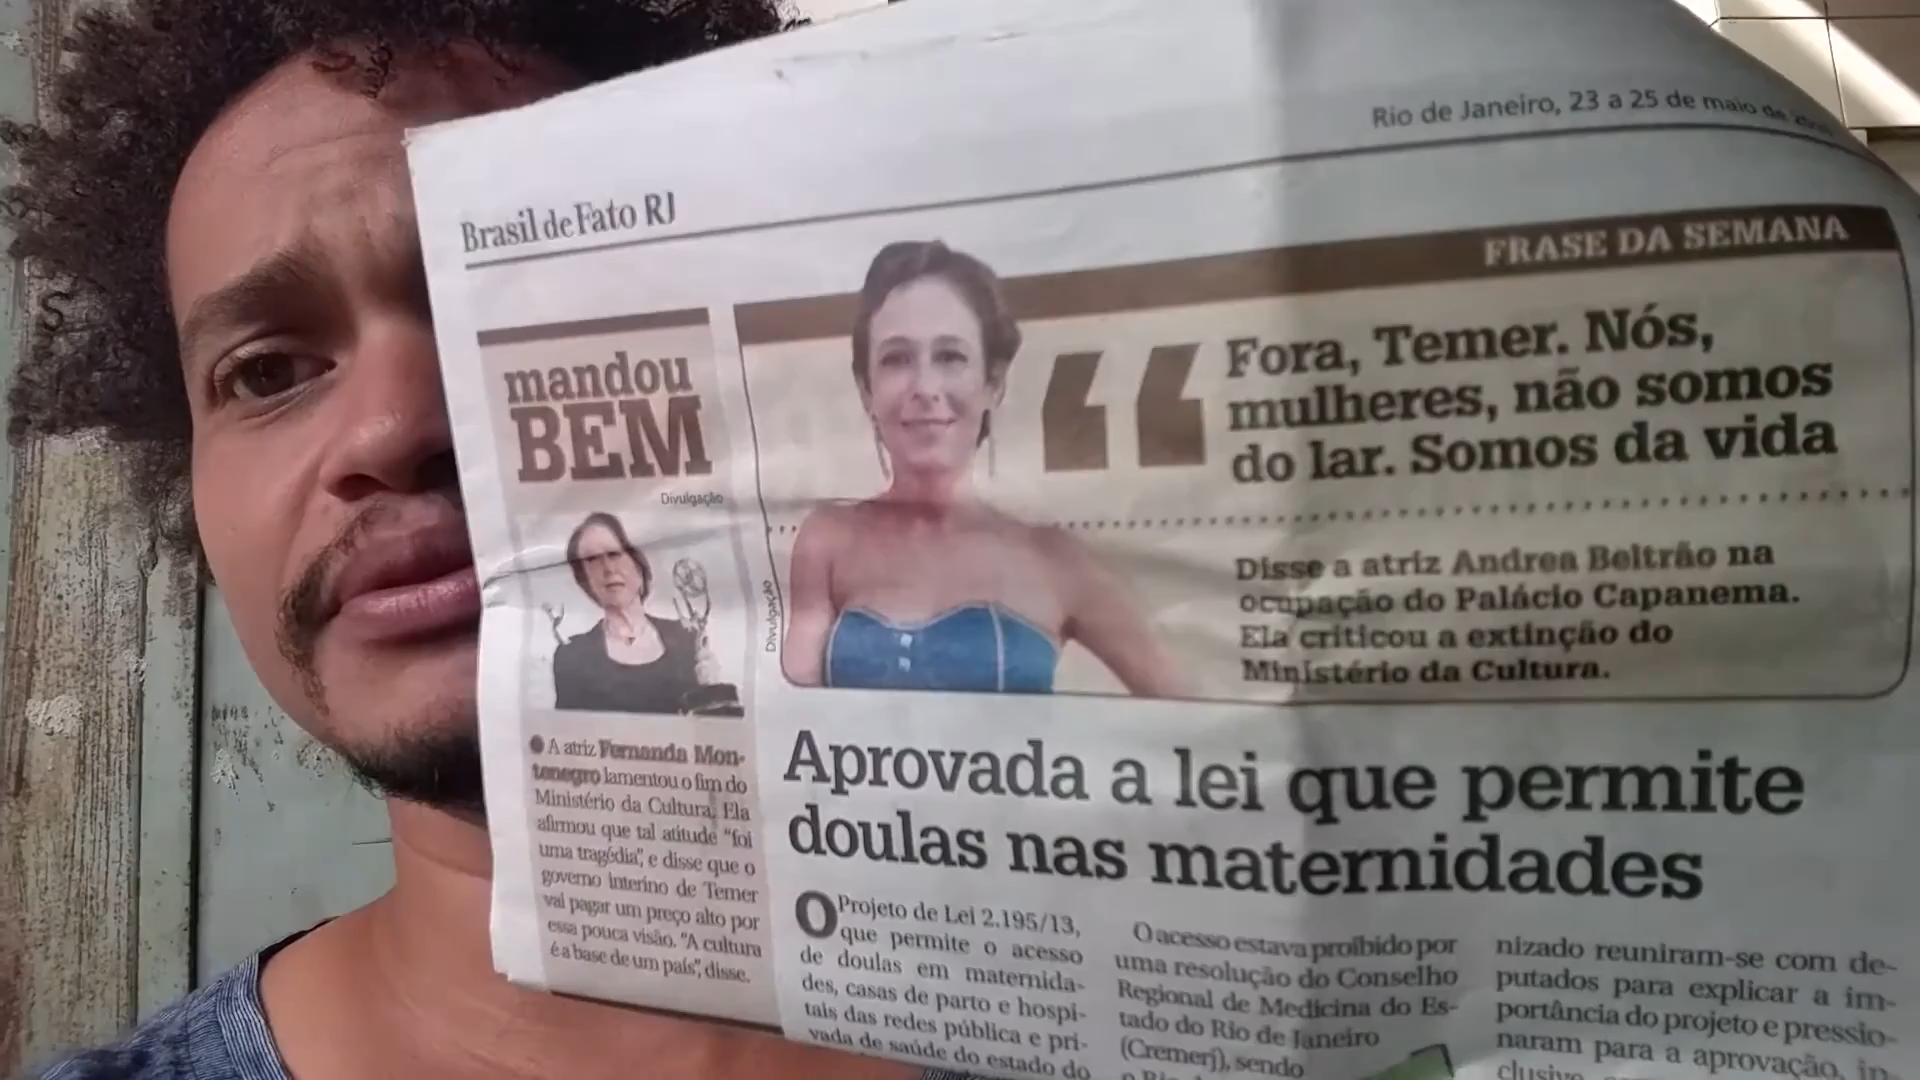 Rio de Janeiro, 23 a 25 de maio de
Brasil de Fato RJ
FRASE DA SEMANA
mandou
BEM
Divulgação
A atriz Fernanda Mon-
tenegro lamentou o fim do
Ministério da Cultura. Ela
afirmou que tal atitude “foi
uma tragédia”, e disse que o
governo interino de Temer
vai pagar um preço alto por
essa pouca visão. “A cultura
é a base de um país”, disse.
Divulgação
“
Fora, Temer. Nós,
mulheres, não somos
do lar. Somos da vida
Disse a atriz Andrea Beltrão na
ocupação do Palácio Capanema.
Ela criticou a extinção do
Ministério da Cultura.
Aprovada a lei que permite
doulas nas maternidades
O Projeto de Lei 2.195/13,
que permite o acesso
de doulas em maternida-
des, casas de parto e hospi-
tais das redes pública e pri-
vada de saúde do estado do
O acesso estava proibido por
uma resolução do Conselho
Regional de Medicina do Es-
tado do Rio de Janeiro
(Cremerj), sendo
nizado reuniram-se com de-
putados para explicar a im-
portância do projeto e pressio-
naram para a aprovação, in-
clusive